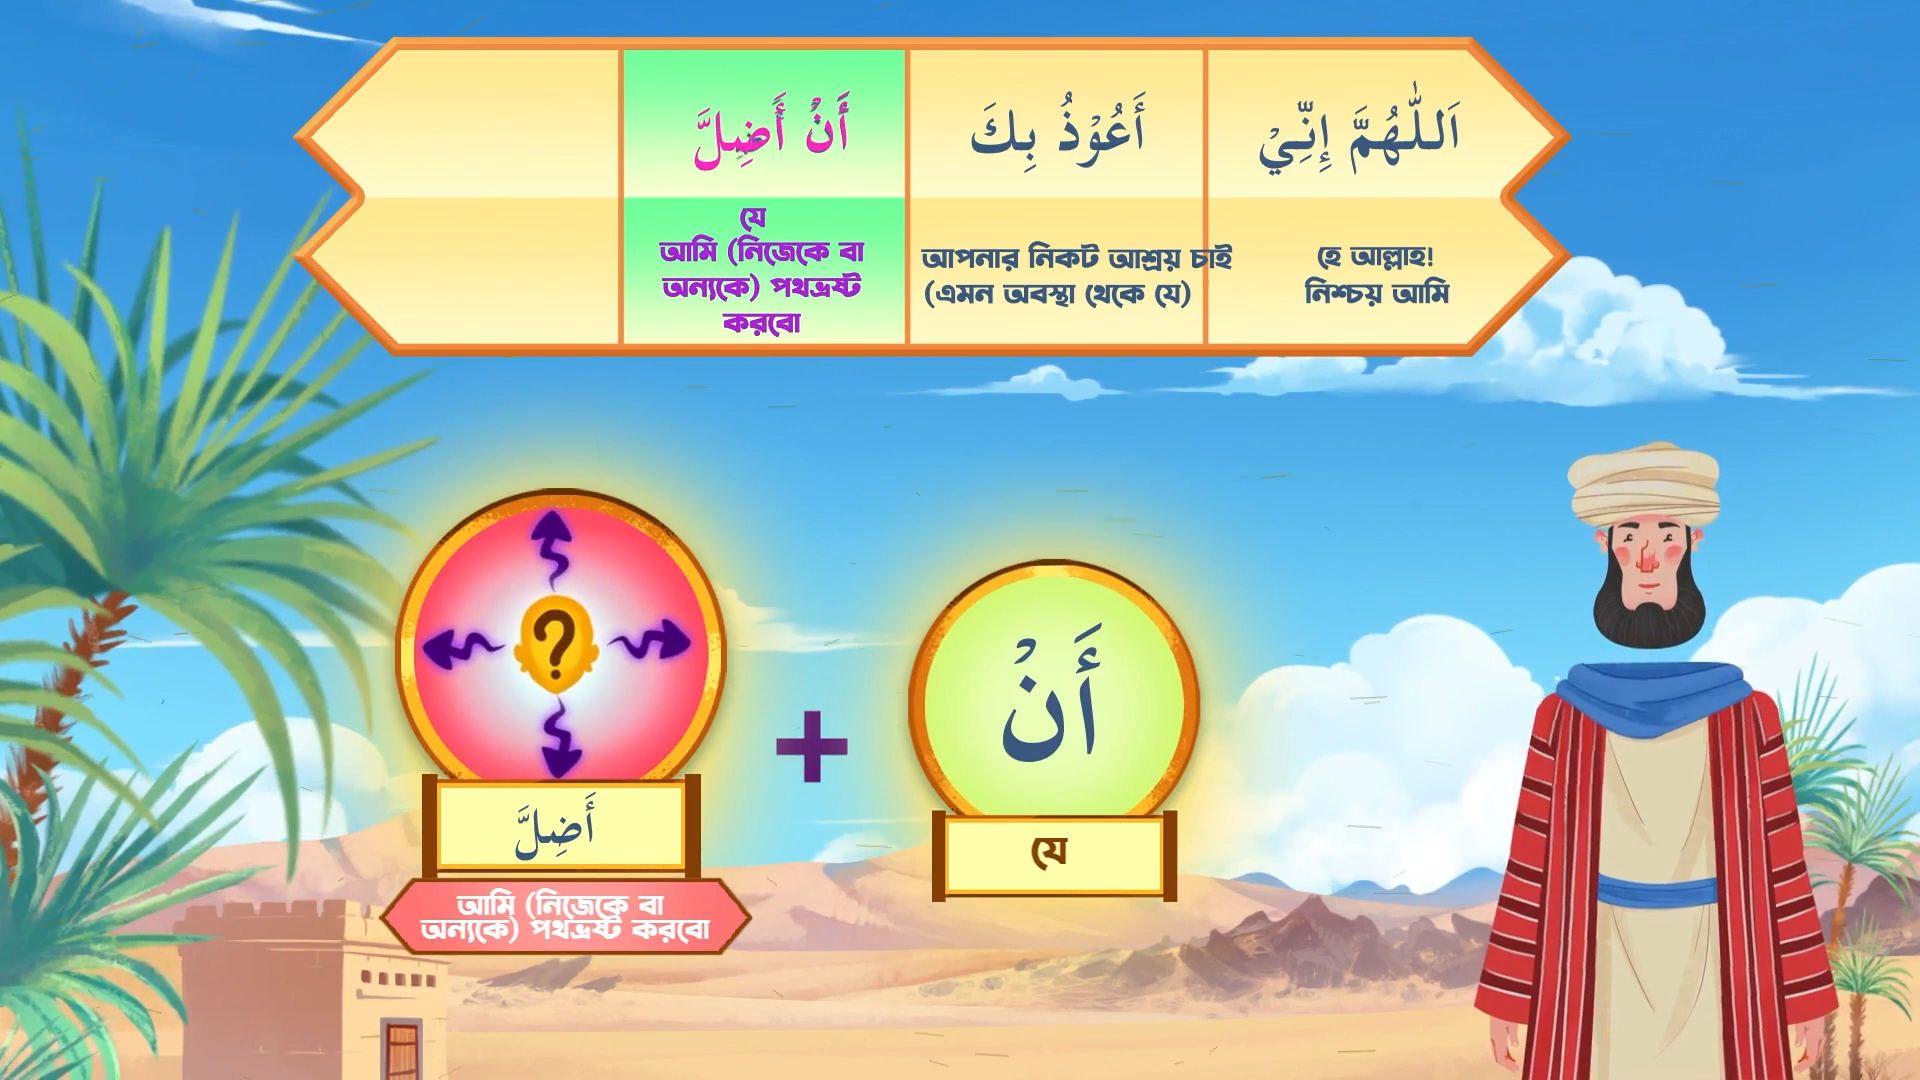 اَللّٰهُمَّ إِنِّيْ
أَعُوْذُ بِكَ
أَنْ أَضِلَّ
হে আল্লাহ!
নিশ্চয় আমি
আপনার নিকট আশ্রয় চাই
(এমন অবস্থা থেকে যে)
যে
আমি (নিজেকে বা
অন্যকে) পথভ্রষ্ট
করবো
أَنْ
যে
+
?
أَضِلَّ
আমি (নিজেকে বা
অন্যকে) পথভ্রষ্ট করবো